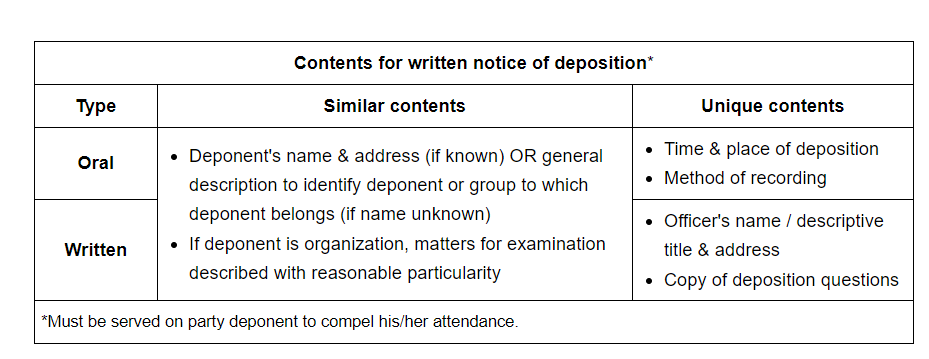 Contents for written notice of deposition*
Type
Similar contents
Unique contents
Oral
• Deponent's name & address (if known) OR general
description to identify deponent or group to which
deponent belongs (if name unknown)
• If deponent is organization, matters for examination
described with reasonable particularity
• Time & place of deposition
• Method of recording
Written
• Officer's name / descriptive
title & address
• Copy of deposition questions
*Must be served on party deponent to compel his/her attendance.